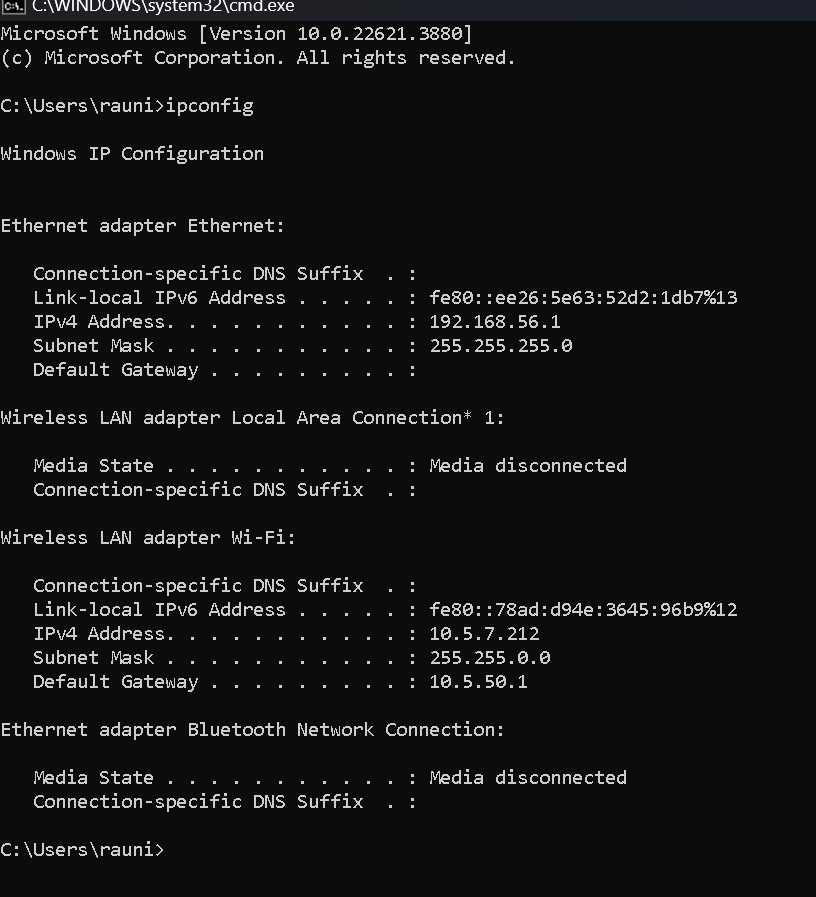 C:\WINDOWS\system32\cmd.exe
Microsoft Windows [Version 10.0.22621.3880]
(c) Microsoft Corporation. All rights reserved.
C:\Users\rauni>ipconfig
Windows IP Configuration
Ethernet adapter Ethernet:
   Connection-specific DNS Suffix  . :
   Link-local IPv6 Address . . . . . : fe80::ee26:5e63:52d2:1db7%13
   IPv4 Address. . . . . . . . . . . : 192.168.56.1
   Subnet Mask . . . . . . . . . . . : 255.255.255.0
   Default Gateway . . . . . . . . . :
Wireless LAN adapter Local Area Connection* 1:
   Media State . . . . . . . . . . . : Media disconnected
   Connection-specific DNS Suffix  . :
Wireless LAN adapter Wi-Fi:
   Connection-specific DNS Suffix  . :
   Link-local IPv6 Address . . . . . : fe80::78ad:d94e:3645:96b9%12
   IPv4 Address. . . . . . . . . . . : 10.5.7.212
   Subnet Mask . . . . . . . . . . . : 255.255.0.0
   Default Gateway . . . . . . . . . : 10.5.50.1
Ethernet adapter Bluetooth Network Connection:
   Media State . . . . . . . . . . . : Media disconnected
   Connection-specific DNS Suffix  . :
C:\Users\rauni>